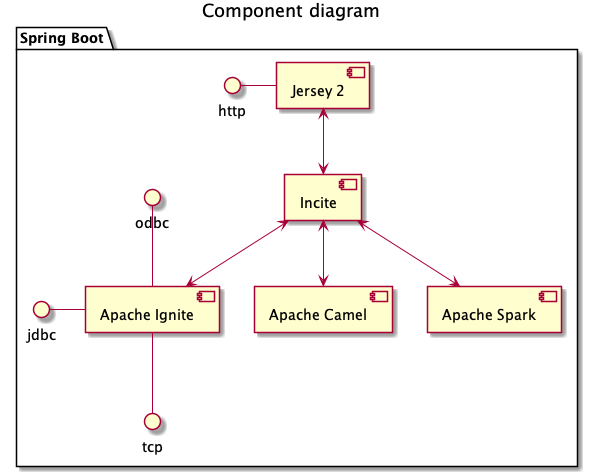 Component diagram
Spring Boot
Jersey 2
http
Incite
odbc
Apache Ignite
Apache Camel
Apache Spark
jdbc
tcp